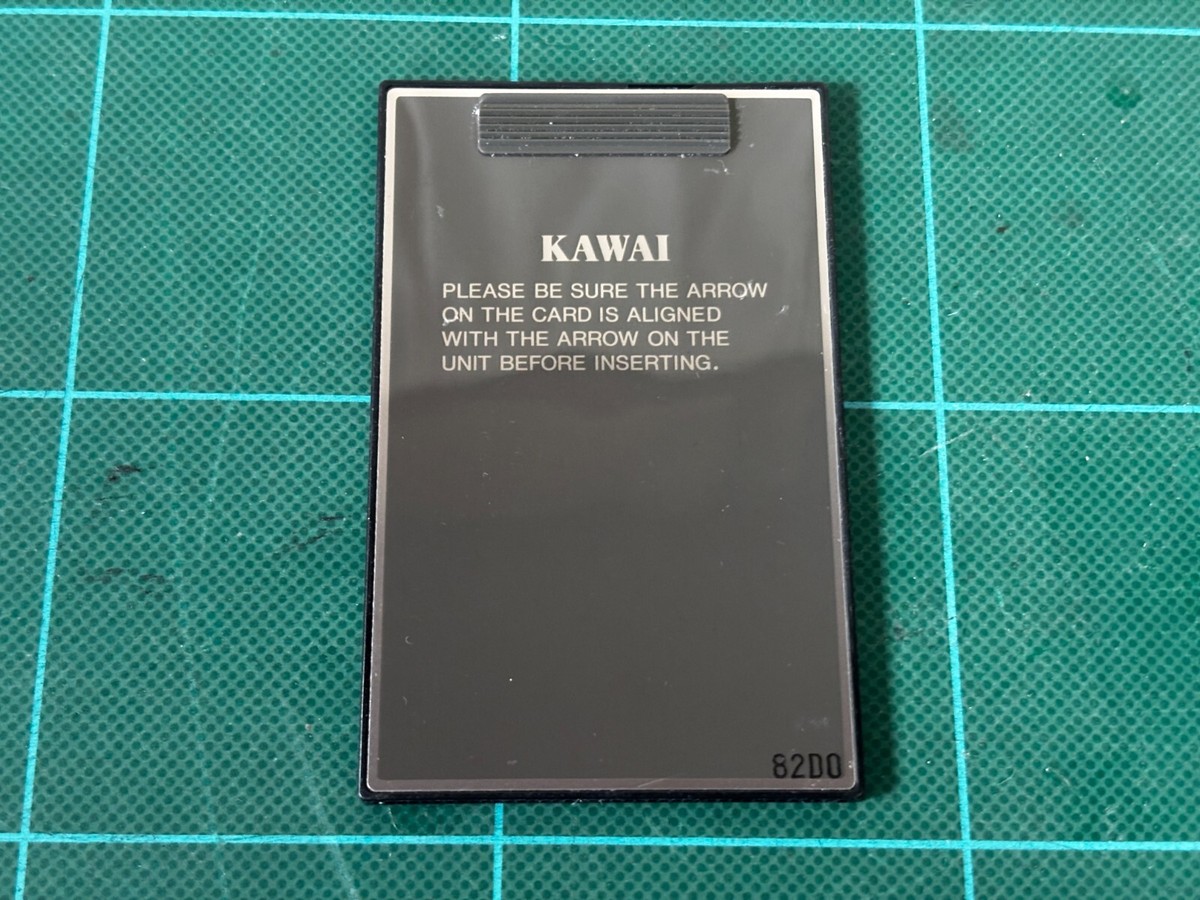 KAWAI
PLEASE BE SURE THE ARROW
ON THE CARD IS ALIGNED
WITH THE ARROW ON THE
UNIT BEFORE INSERTING.
82D0